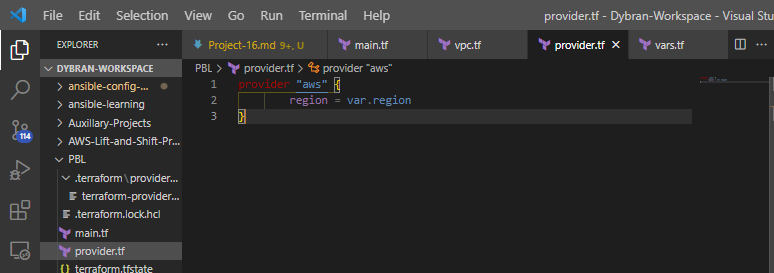 File Edit Selection View Go Run Terminal Help provider.tf - Dybran-Workspace - Visual Stu
EXPLORER
Project-16.md 9+, U
main.tf
vpc.tf
provider.tf
vars.tf
DYBRAN-WORKSPACE
PBL > provider.tf > provider "aws"
ansible-config-...
ansible-learning
Auxillary-Projects
AWS-Lift-and-Shift-Pr...
PBL
.terraform\provider...
terraform-provider...
.terraform.lock.hcl
main.tf
provider.tf
terraform.tfstate
114
1 provider "aws" {
2 region = var.region
3 }